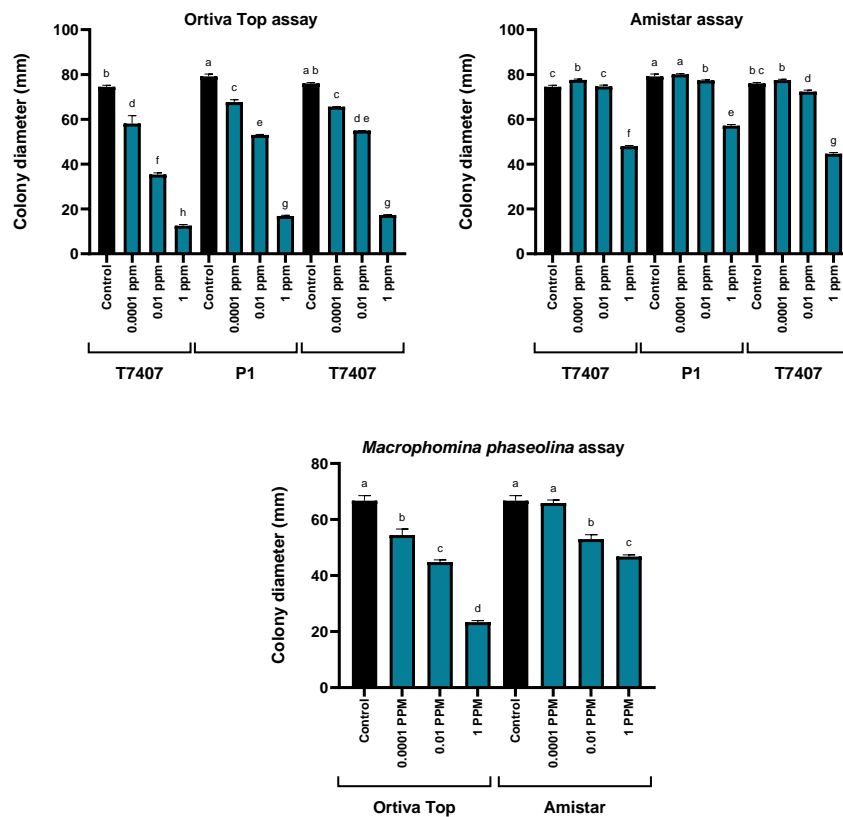 Ortiva Top assay
Colony diameter (mm)
100
80
60
40
20
0
b
d
f
h
a
c
e
g
a b
c
d e
g
Control
0.0001 ppm
0.01 ppm
1 ppm
Control
0.0001 ppm
0.01 ppm
1 ppm
Control
0.0001 ppm
0.01 ppm
1 ppm
T7407
P1
T7407
Amistar assay
Colony diameter (mm)
100
80
60
40
20
0
c
b
c
f
a
a
b
e
b c
b
d
g
Control
0.0001 ppm
0.01 ppm
1 ppm
Control
0.0001 ppm
0.01 ppm
1 ppm
Control
0.0001 ppm
0.01 ppm
1 ppm
T7407
P1
T7407
Macrophomina phaseolina assay
Colony diameter (mm)
80
60
40
20
0
a
b
c
d
a
a
b
c
Control
0.0001 PPM
0.01 PPM
1 PPM
Control
0.0001 PPM
0.01 PPM
1 PPM
Ortiva Top
Amistar